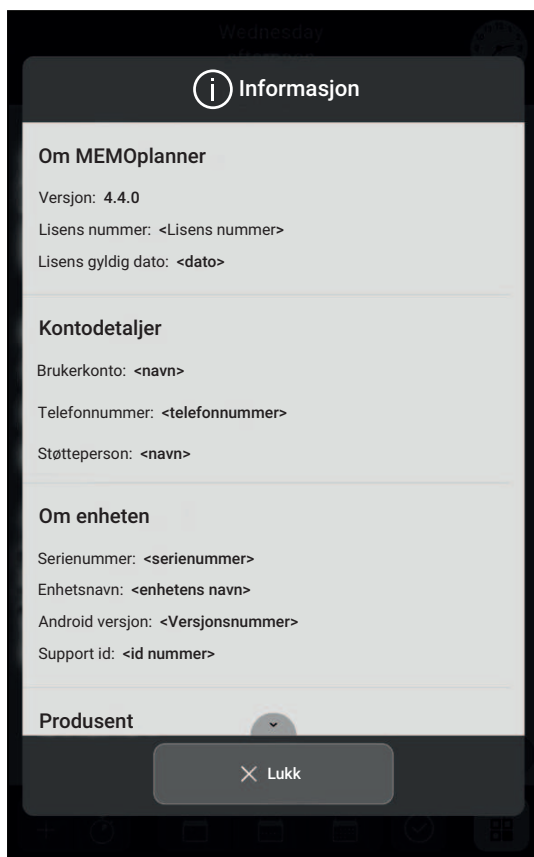 Wednesday
afternoon
Informasjon
Om MEMOplanner
Versjon: 4.4.0
Lisens nummer: <Lisens nummer>
Lisens gyldig dato: <dato>
Kontodetaljer
Brukerkonto: <navn>
Telefonnummer: <telefonnummer>
Støtteperson: <navn>
Om enheten
Serienummer: <serienummer>
Enhetsnavn: <enhetens navn>
Android versjon: <Versjonsnummer>
Support id: <id nummer>
Produsent
Lukk